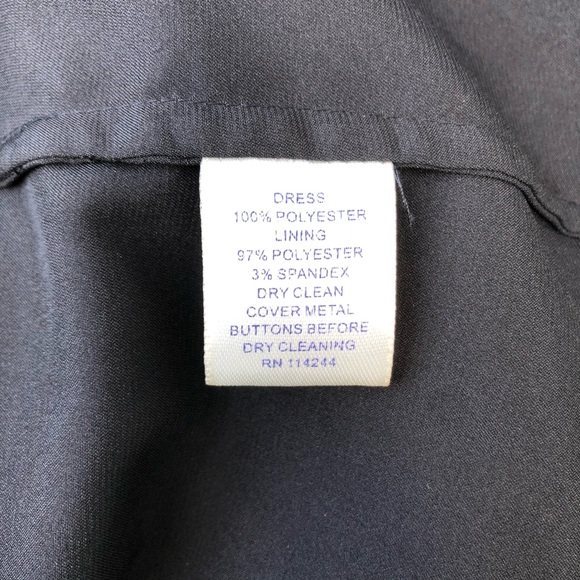 DRESS
100% POLYESTER
LINING
97% POLYESTER
3% SPANDEX
DRY CLEAN
COVER METAL
BUTTONS BEFORE
DRY CLEANING
RN 114244